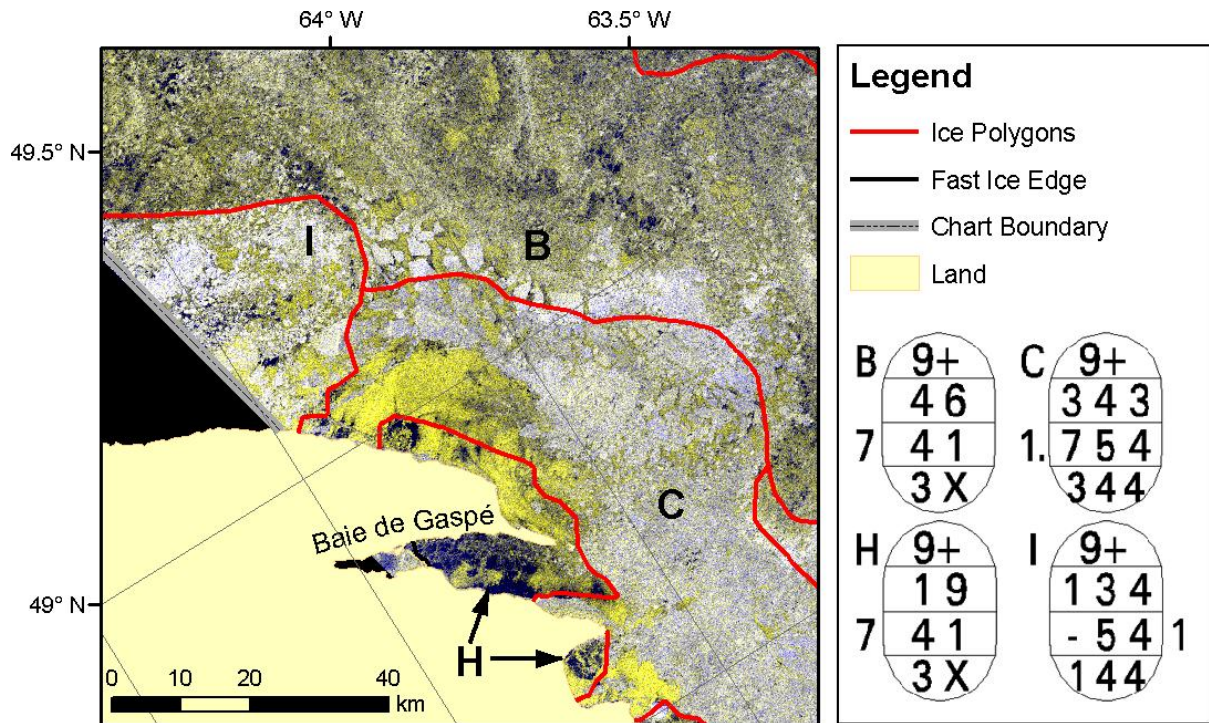 64° W
63.5° W
49.5° N
49° N
I
B
C
Baie de Gaspé
H
0 10 20 40
km
Legend
Ice Polygons
Fast Ice Edge
Chart Boundary
Land
B
9+
4 6
7 4 1
3 X
C
9+
3 4 3
1. 7 5 4
3 4 4
H
9+
1 9
7 4 1
3 X
I
9+
1 3 4
- 5 4 1
1 4 4